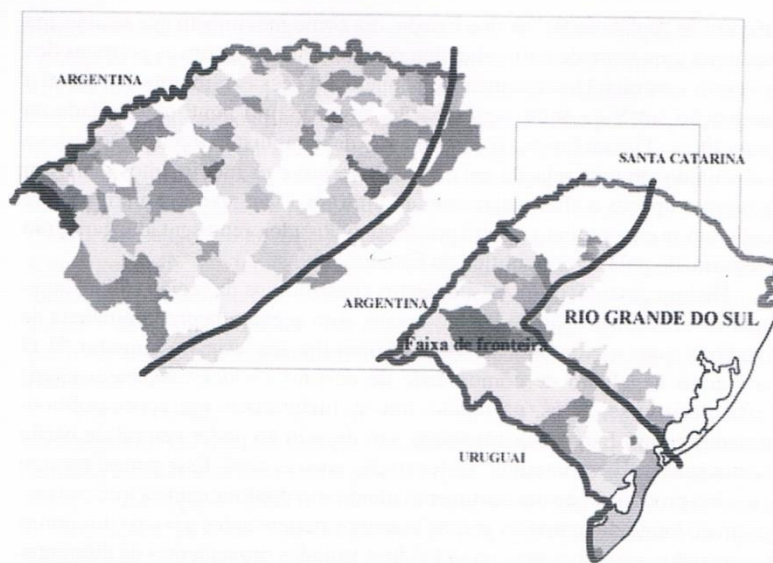 ARGENTINA
SANTA CATARINA
ARGENTINA
RIO GRANDE DO SUL
Faixa de fronteira
URUGUAI